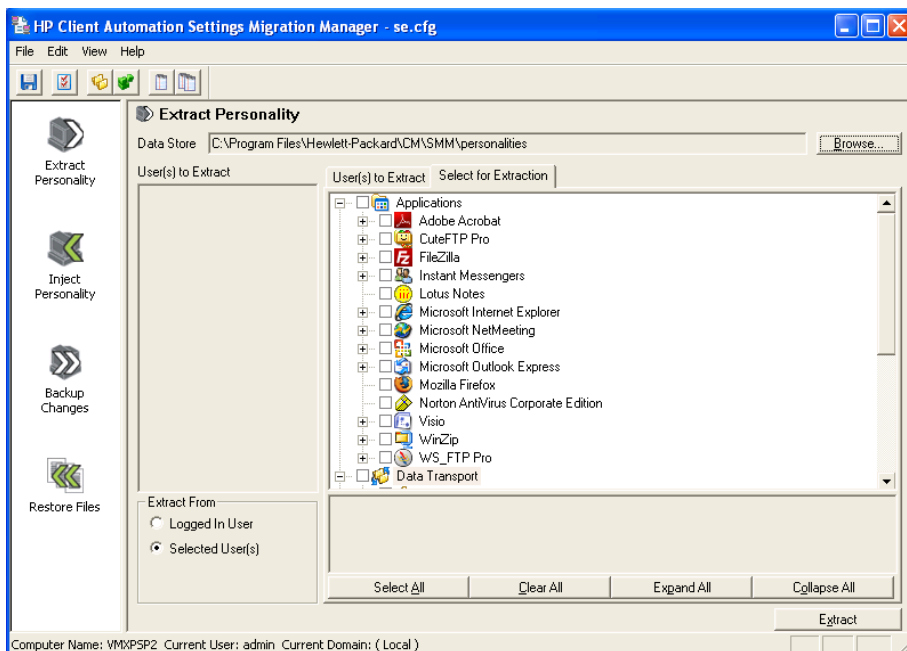 HP Client Automation Settings Migration Manager - se.cfg
File Edit View Help
Extract Personality
Data Store C:\Program Files\Hewlett-Packard\CM\SMM\personalities Browse...
Extract
Personality
Inject
Personality
Backup
Changes
Restore Files
User(s) to Extract
User(s) to Extract Select for Extraction
Applications
Adobe Acrobat
CuteFTP Pro
FileZilla
Instant Messengers
Lotus Notes
Microsoft Internet Explorer
Microsoft NetMeeting
Microsoft Office
Microsoft Outlook Express
Mozilla Firefox
Norton AntiVirus Corporate Edition
Visio
WinZip
WS_FTP Pro
Data Transport
Extract From
Logged In User
Selected User(s)
Select All Clear All Expand All Collapse All
Extract
Computer Name: VMXPSP2 Current User: admin Current Domain: ( Local )